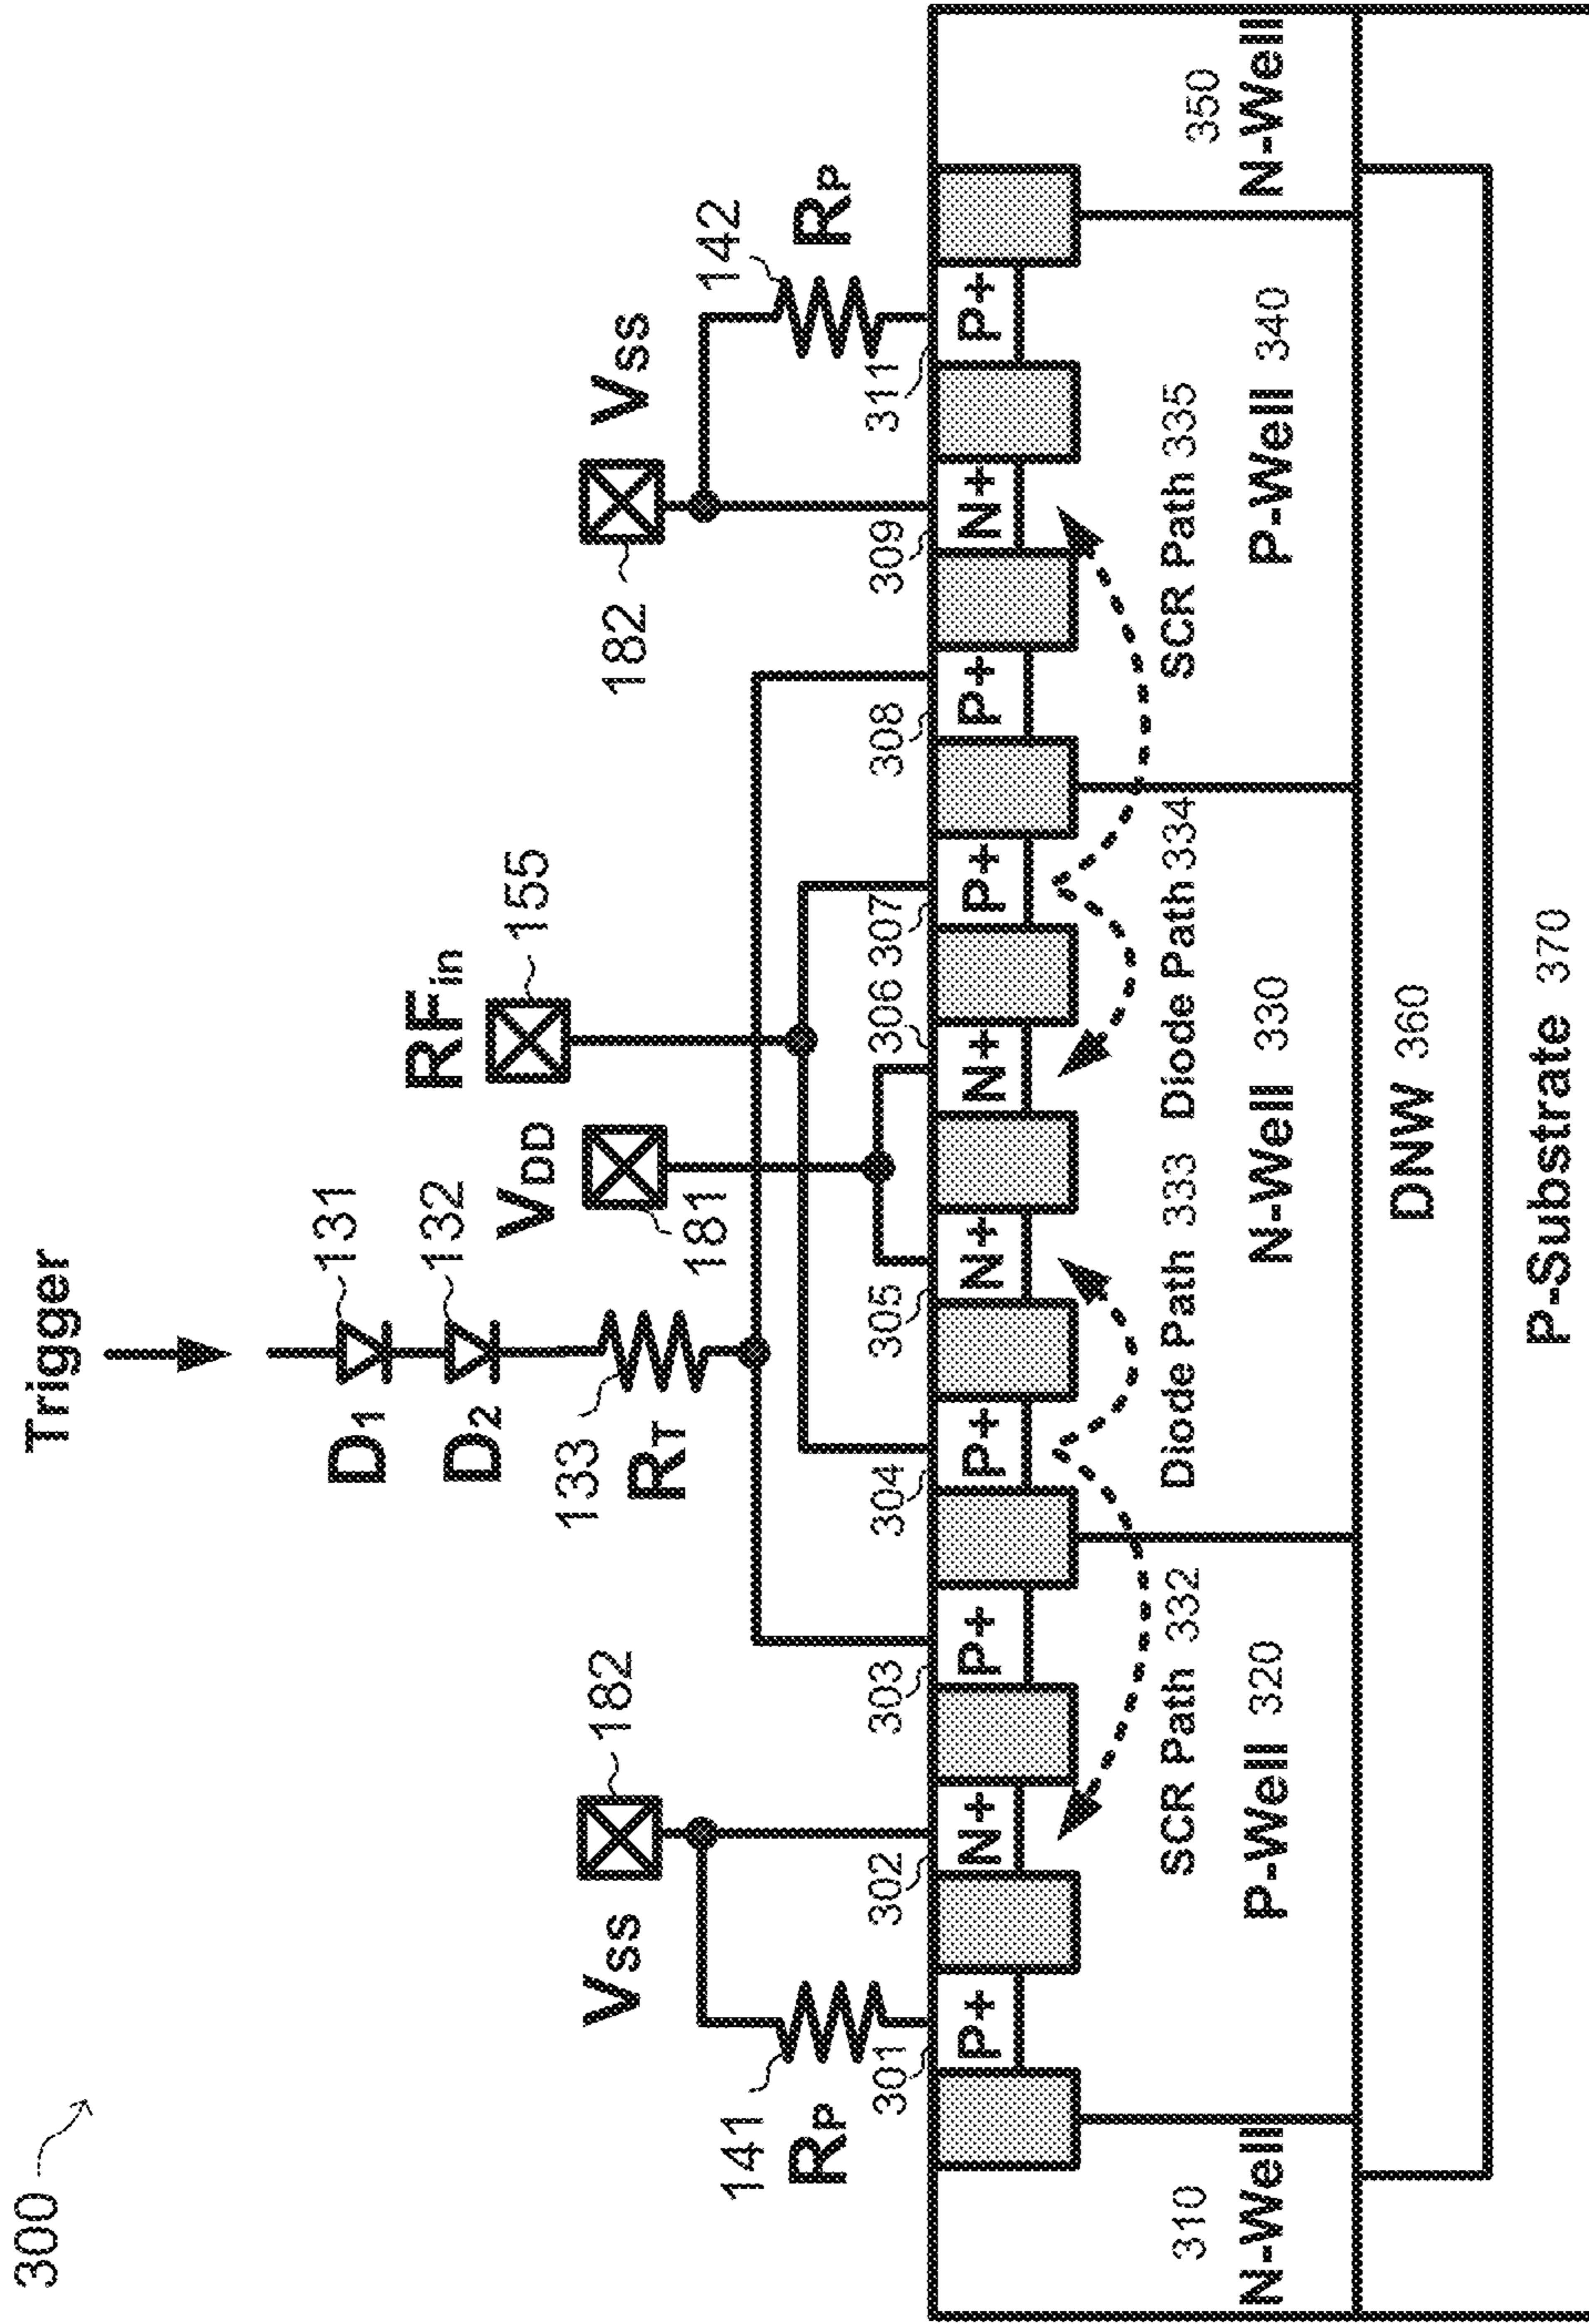 300
Trigger
D1 131
D2 132
133
RT
RFin
155
VDD
181
Vss
182
182
Vss
141
RP
142
RP
301
302
303
304
305
306
307
308
309
311
P+
N+
P+
P+
N+
N+
P+
P+
N+
P+
SCR Path 332
Diode Path 333
Diode Path 334
SCR Path 335
310
N-Well
P-Well 320
N-Well 330
P-Well 340
350
N-Well
DNW 360
P-Substrate 370